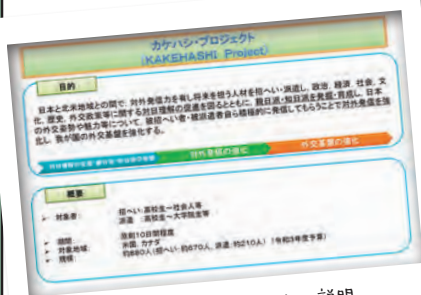 カケハシ・プロジェクト
(KAKEHASHI Project)
目的
日本と北米地域との間で、対外発信力を有し将来を担う人材を招へい・派遣し、政治、経済、社会、文
化、歴史、外交政策等に関する対日理解の促進を図るとともに、親日派・知日派を発掘・育成し、日本
の外交姿勢や魅力等について、被招へい者・被派遣者自ら積極的に発信してもらうことで対外発信を強
化し、我が国の外交基盤を強化する。
対外発信の強化
外交基盤の強化
概要
➢ 対象者：
招へい：高校生～社会人等
派遣：高校生～大学院生等
➢ 期間：
原則10日間程度
➢ 対象地域：
米国、カナダ
➢ 規模：
約880人(招へい：約670人、派遣：約210人)（令和3年度予算）
説明